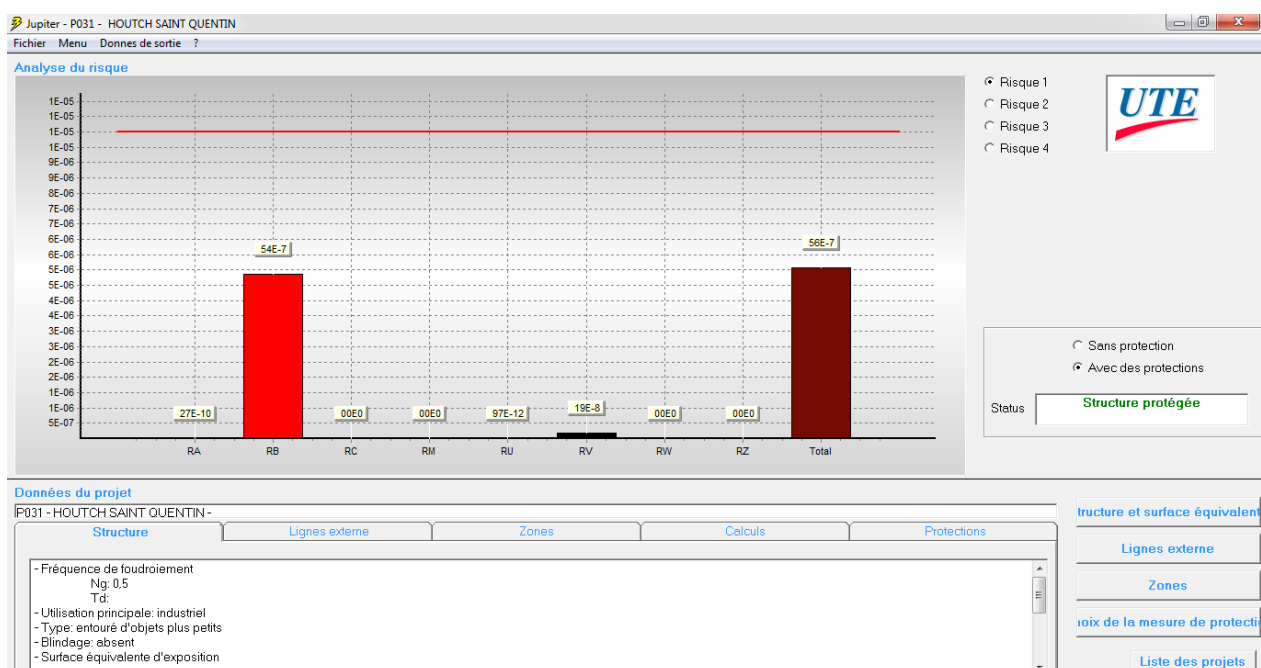 Jupiter - P031 - HOUTCH SAINT QUENTIN
Fichier Menu Donnes de sortie ?
Analyse du risque
1E-05
1E-05
1E-05
1E-05
9E-06
9E-06
8E-06
7E-06
7E-06
6E-06
6E-06
5E-06
5E-06
4E-06
4E-06
3E-06
3E-06
2E-06
2E-06
1E-06
1E-06
5E-07
27E-10
54E-7
00E0
00E0
97E-12
19E-8
00E0
00E0
56E-7
RA RB RC RM RU RV RW RZ Total
Risque 1
Risque 2
Risque 3
Risque 4
UTE
Sans protection
Avec des protections
Status Structure protégée
Données du projet
P031 - HOUTCH SAINT QUENTIN -
Structure Lignes externe Zones Calculs Protections
- Fréquence de foudroiement
Ng: 0,5
Td:
- Utilisation principale: industriel
- Type: entouré d'objets plus petits
- Blindage: absent
- Surface équivalente d'exposition
tructure et surface équivalent
Lignes externe
Zones
noix de la mesure de protecti
Liste des projets